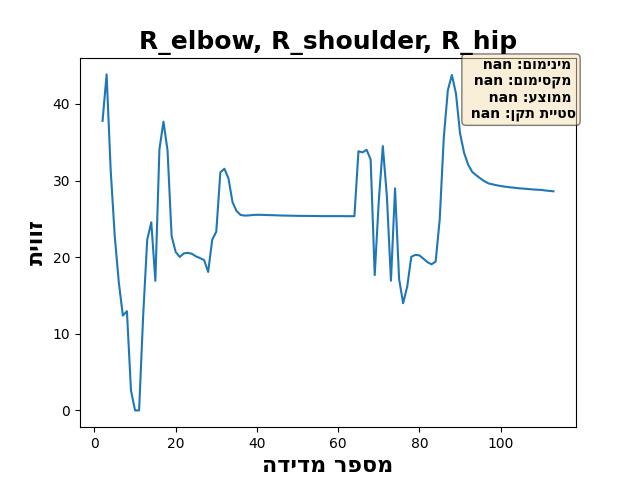 R_elbow, R_shoulder, R_hip
מינימום: nan
מקסימום: nan
ממוצע: nan
סטיית תקן: nan
40
30
20
10
0
זווית
0 20 40 60 80 100
מספר מדידה